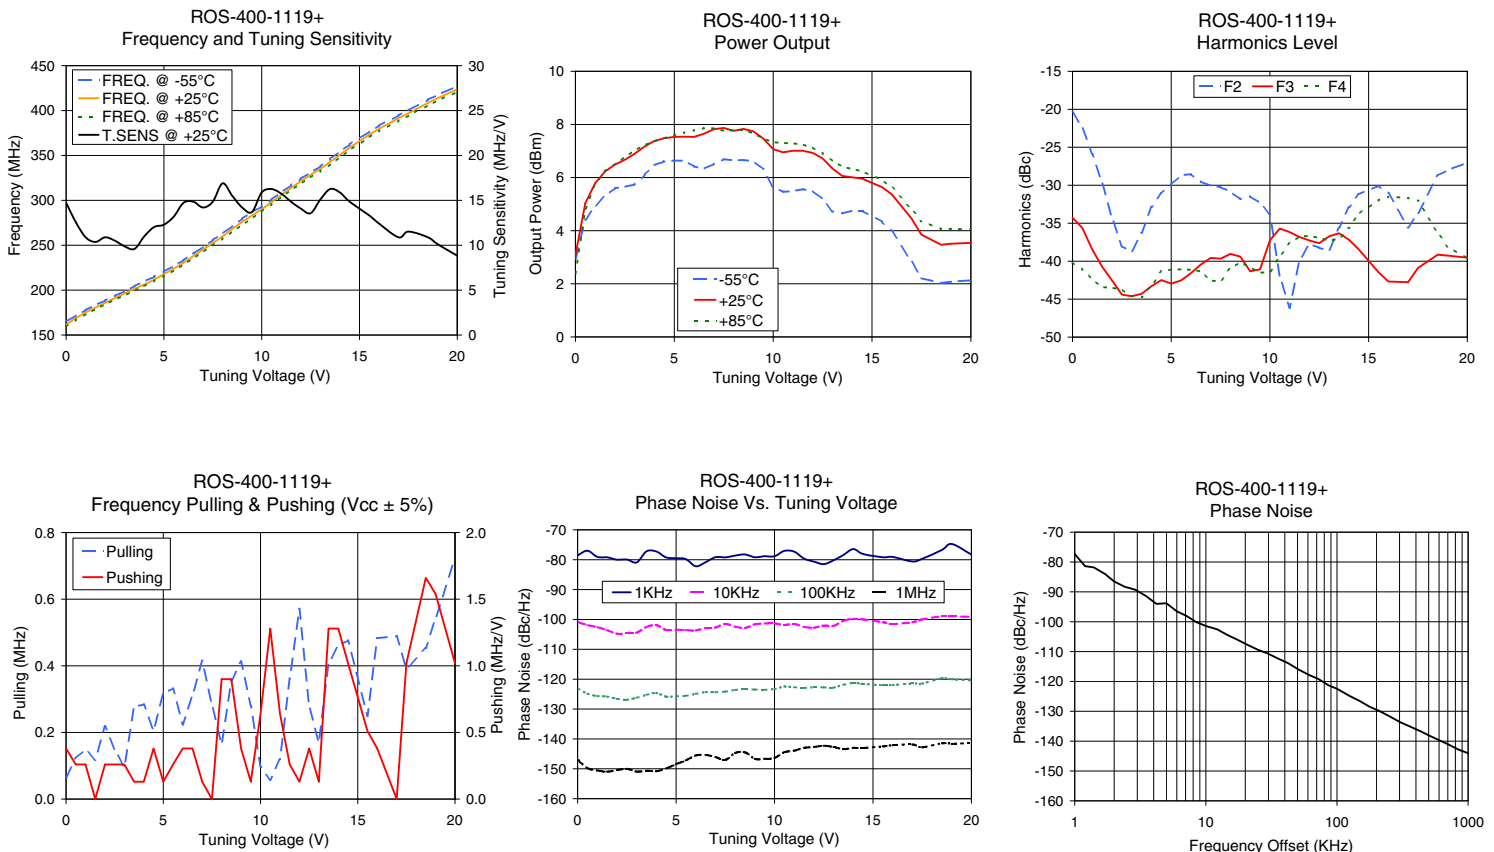 ROS-400-1119+
Frequency and Tuning Sensitivity
450
400
350
300
250
200
150
30
25
20
15
10
5
0
FREQ. @ -55°C
FREQ. @ +25°C
FREQ. @ +85°C
T.SENS @ +25°C
Frequency (MHz)
Tuning Sensitivity (MHz/V)
0 5 10 15 20
Tuning Voltage (V)
ROS-400-1119+
Power Output
10
8
6
4
2
0
-55°C
+25°C
+85°C
Output Power (dBm)
0 5 10 15 20
Tuning Voltage (V)
ROS-400-1119+
Harmonics Level
-15
-20
-25
-30
-35
-40
-45
-50
F2 F3 F4
Harmonics (dBc)
0 5 10 15 20
Tuning Voltage (V)
ROS-400-1119+
Frequency Pulling & Pushing (Vcc ± 5%)
0.8
0.6
0.4
0.2
0.0
2.0
1.5
1.0
0.5
0.0
Pulling
Pushing
Pulling (MHz)
Pushing (MHz/V)
0 5 10 15 20
Tuning Voltage (V)
ROS-400-1119+
Phase Noise Vs. Tuning Voltage
-70
-80
-90
-100
-110
-120
-130
-140
-150
-160
1KHz 10KHz 100KHz 1MHz
Phase Noise (dBc/Hz)
0 5 10 15 20
Tuning Voltage (V)
ROS-400-1119+
Phase Noise
-70
-80
-90
-100
-110
-120
-130
-140
-150
-160
Phase Noise (dBc/Hz)
1 10 100 1000
Frequency Offset (KHz)